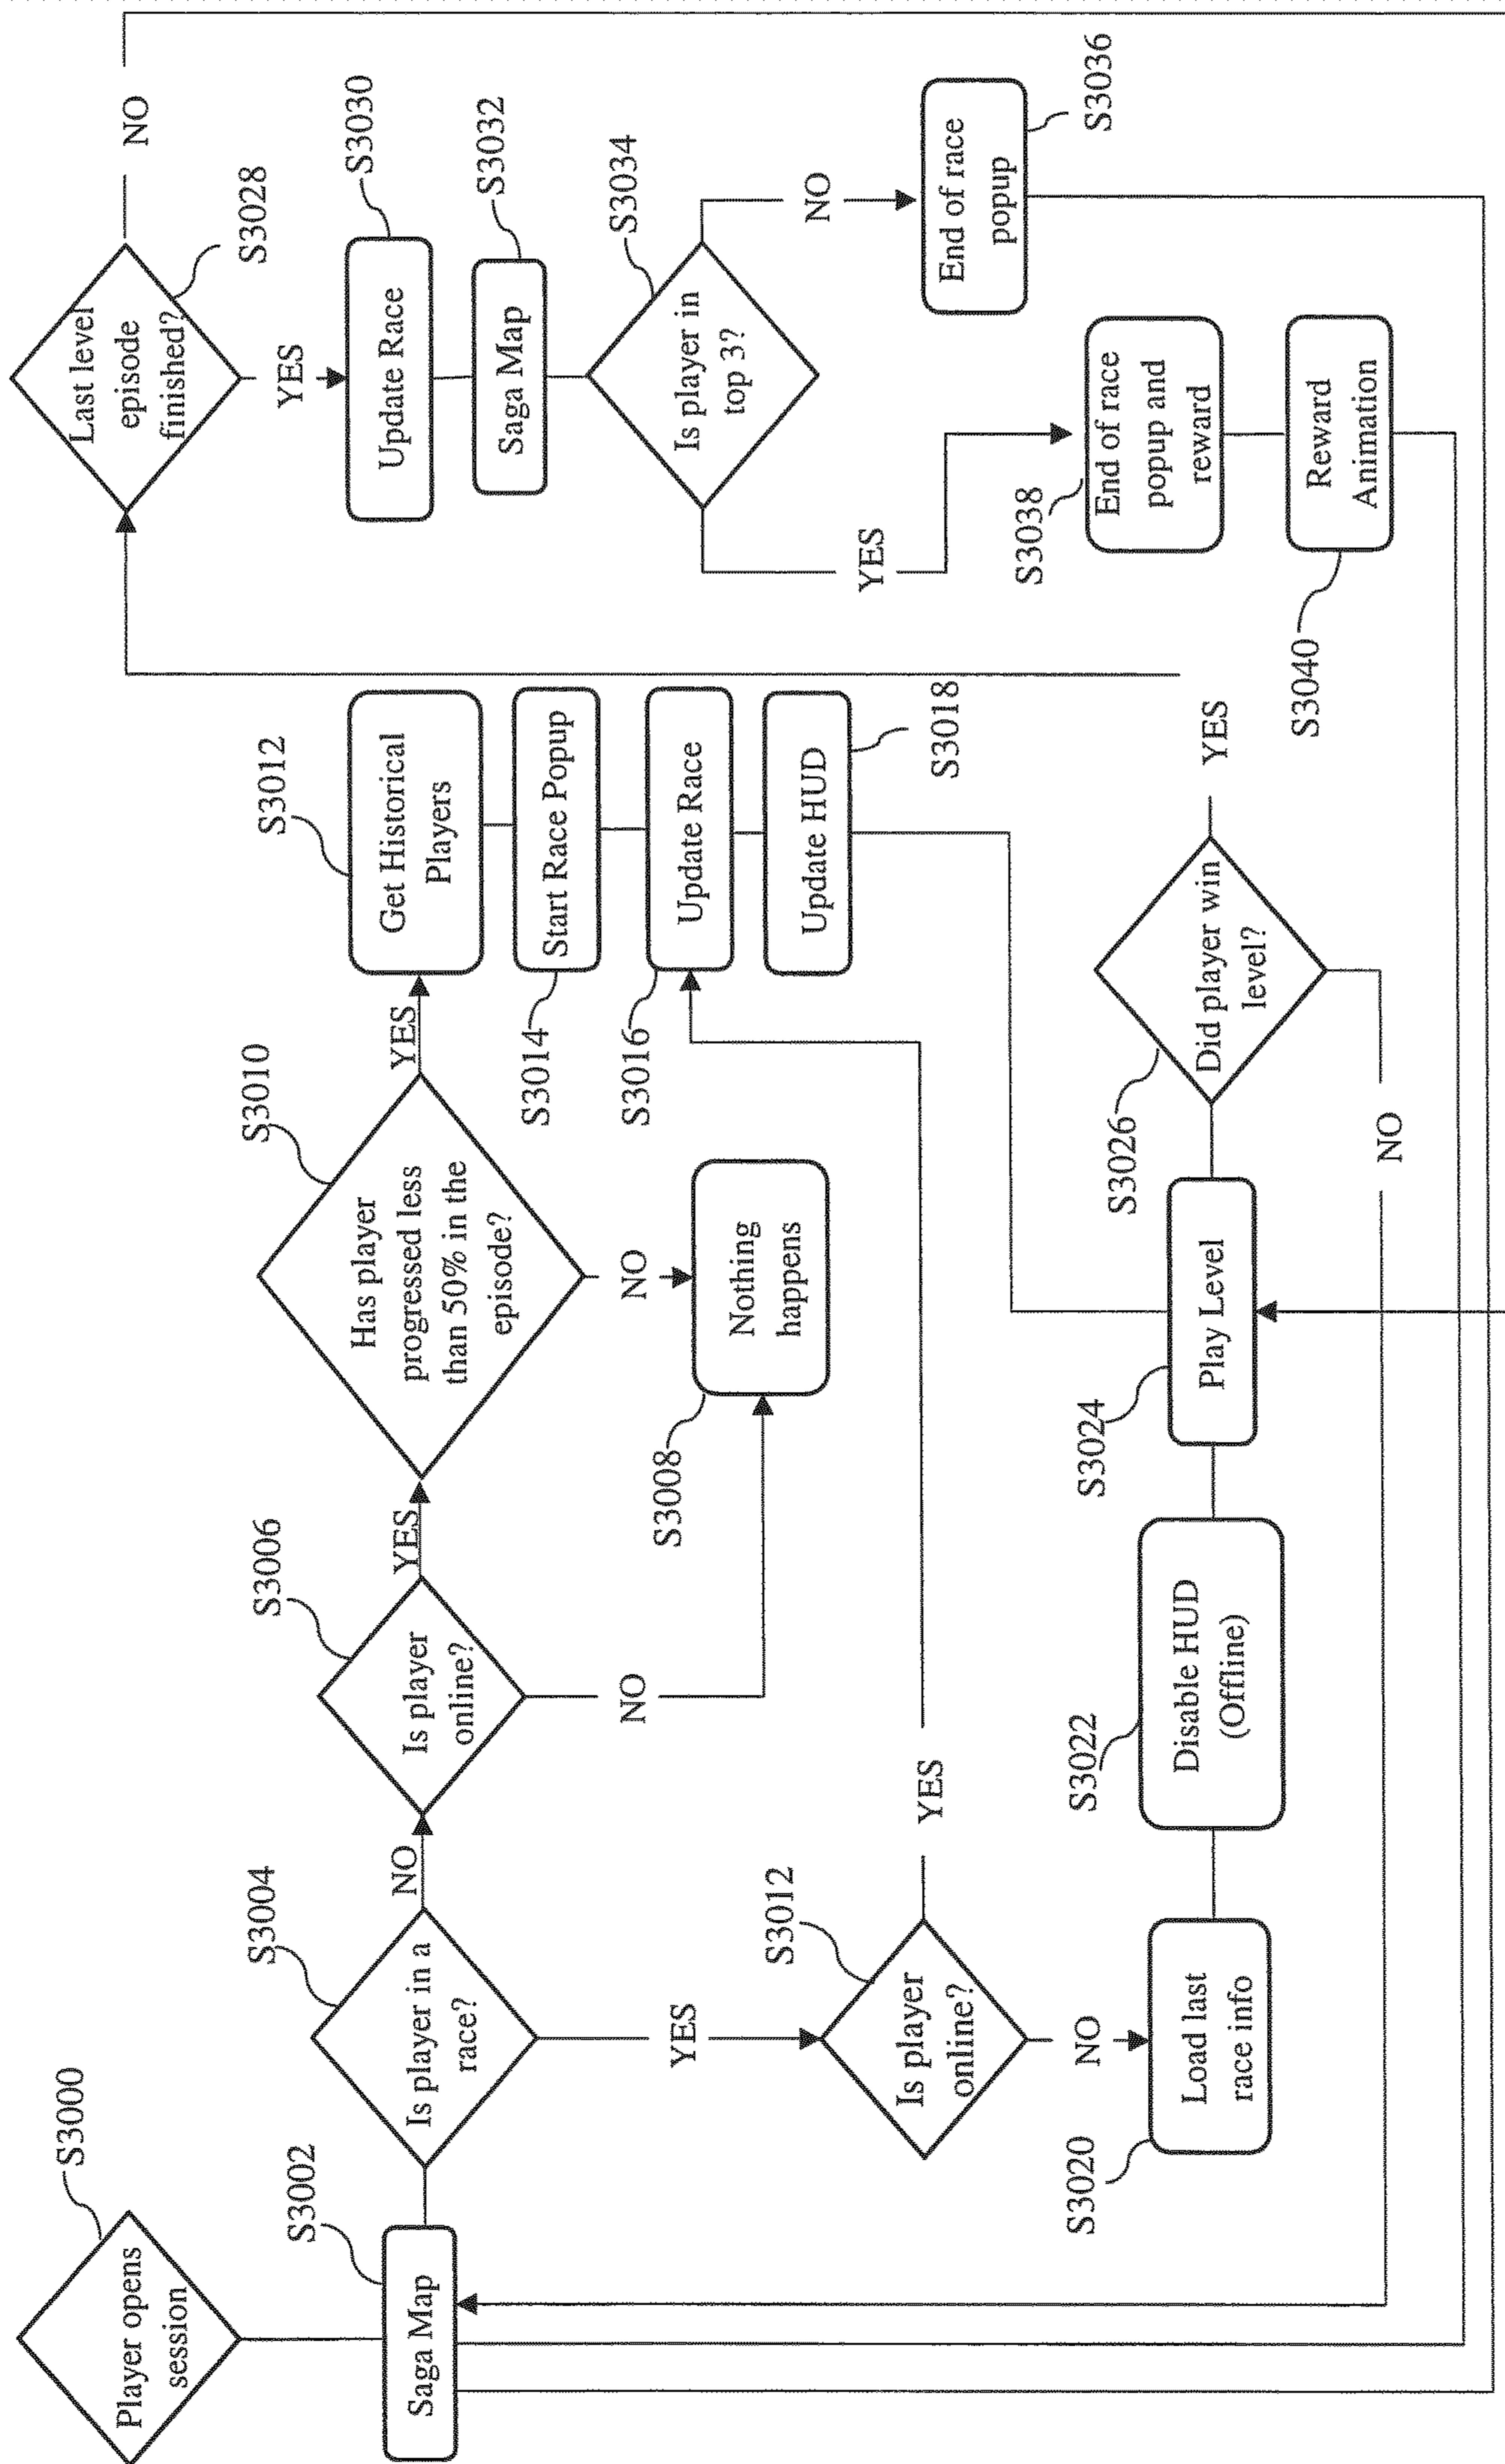 S3000
Player opens
session
S3002
Saga Map
S3004
Is player in a
race?
NO
YES
S3006
Is player
online?
YES
NO
S3010
Has player
progressed less
than 50% in the
episode?
YES
NO
S3008
Nothing
happens
S3012
Get Historical
Players
S3014
Start Race Popup
S3016
Update Race
Update HUD
S3018
S3012
Is player
online?
YES
NO
S3020
Load last
race info
S3022
Disable HUD
(Offline)
S3024
Play Level
S3026
Did player win
level?
YES
NO
Last level
episode
finished?
S3028
NO
YES
S3030
Update Race
S3032
Saga Map
S3034
Is player in
top 3?
NO
YES
End of race
popup
S3036
S3038
End of race
popup and
reward
S3040
Reward
Animation